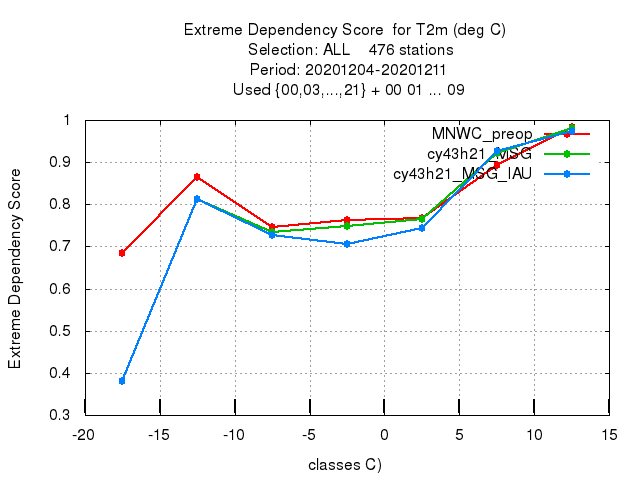 Extreme Dependency Score  for T2m (deg C)
Selection: ALL    476 stations
Period: 20201204-20201211
Used {00,03,...,21} + 00 01 ... 09
Extreme Dependency Score
1
0.9
0.8
0.7
0.6
0.5
0.4
0.3
MNWC_preop
cy43h21_MSG
cy43h21_MSG_IAU
-20 -15 -10 -5 0 5 10 15
classes C)